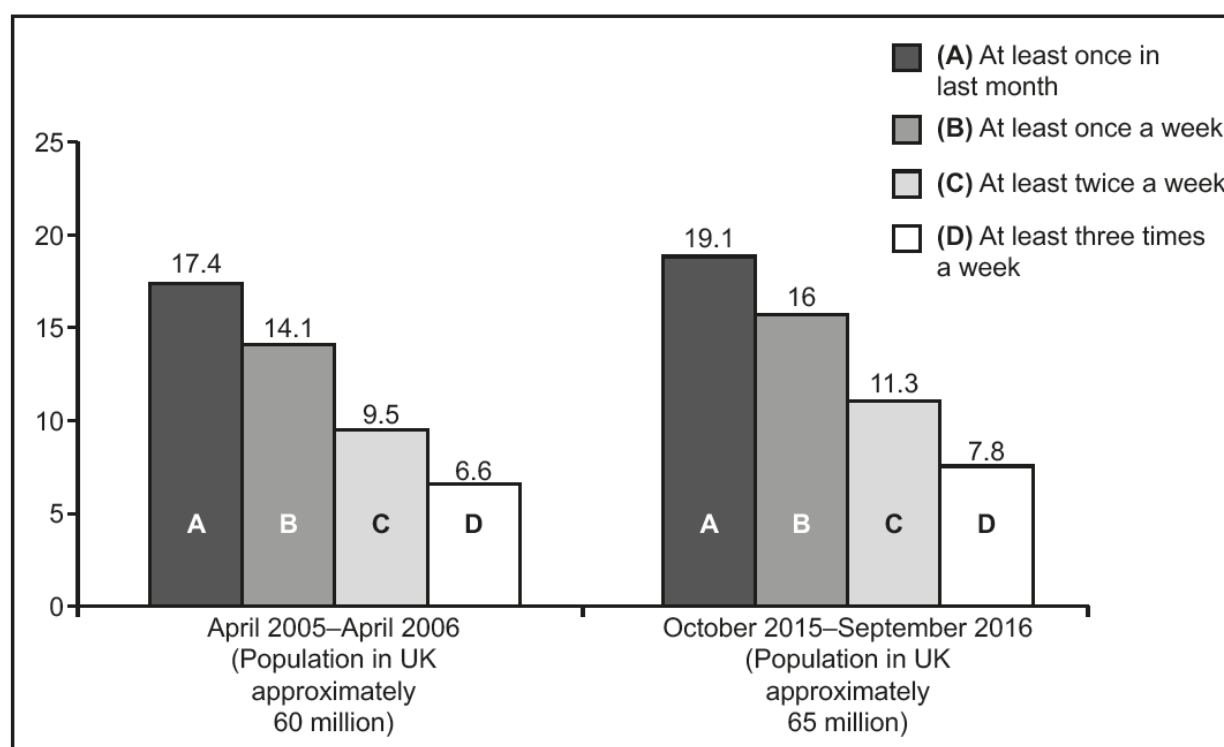 (A) At least once in
last month
(B) At least once a week
(C) At least twice a week
(D) At least three times
a week
25
20
15
10
5
0
17.4
14.1
9.5
6.6
A
B
C
D
19.1
16
11.3
7.8
A
B
C
D
April 2005–April 2006
(Population in UK
approximately
60 million)
October 2015–September 2016
(Population in UK
approximately
65 million)